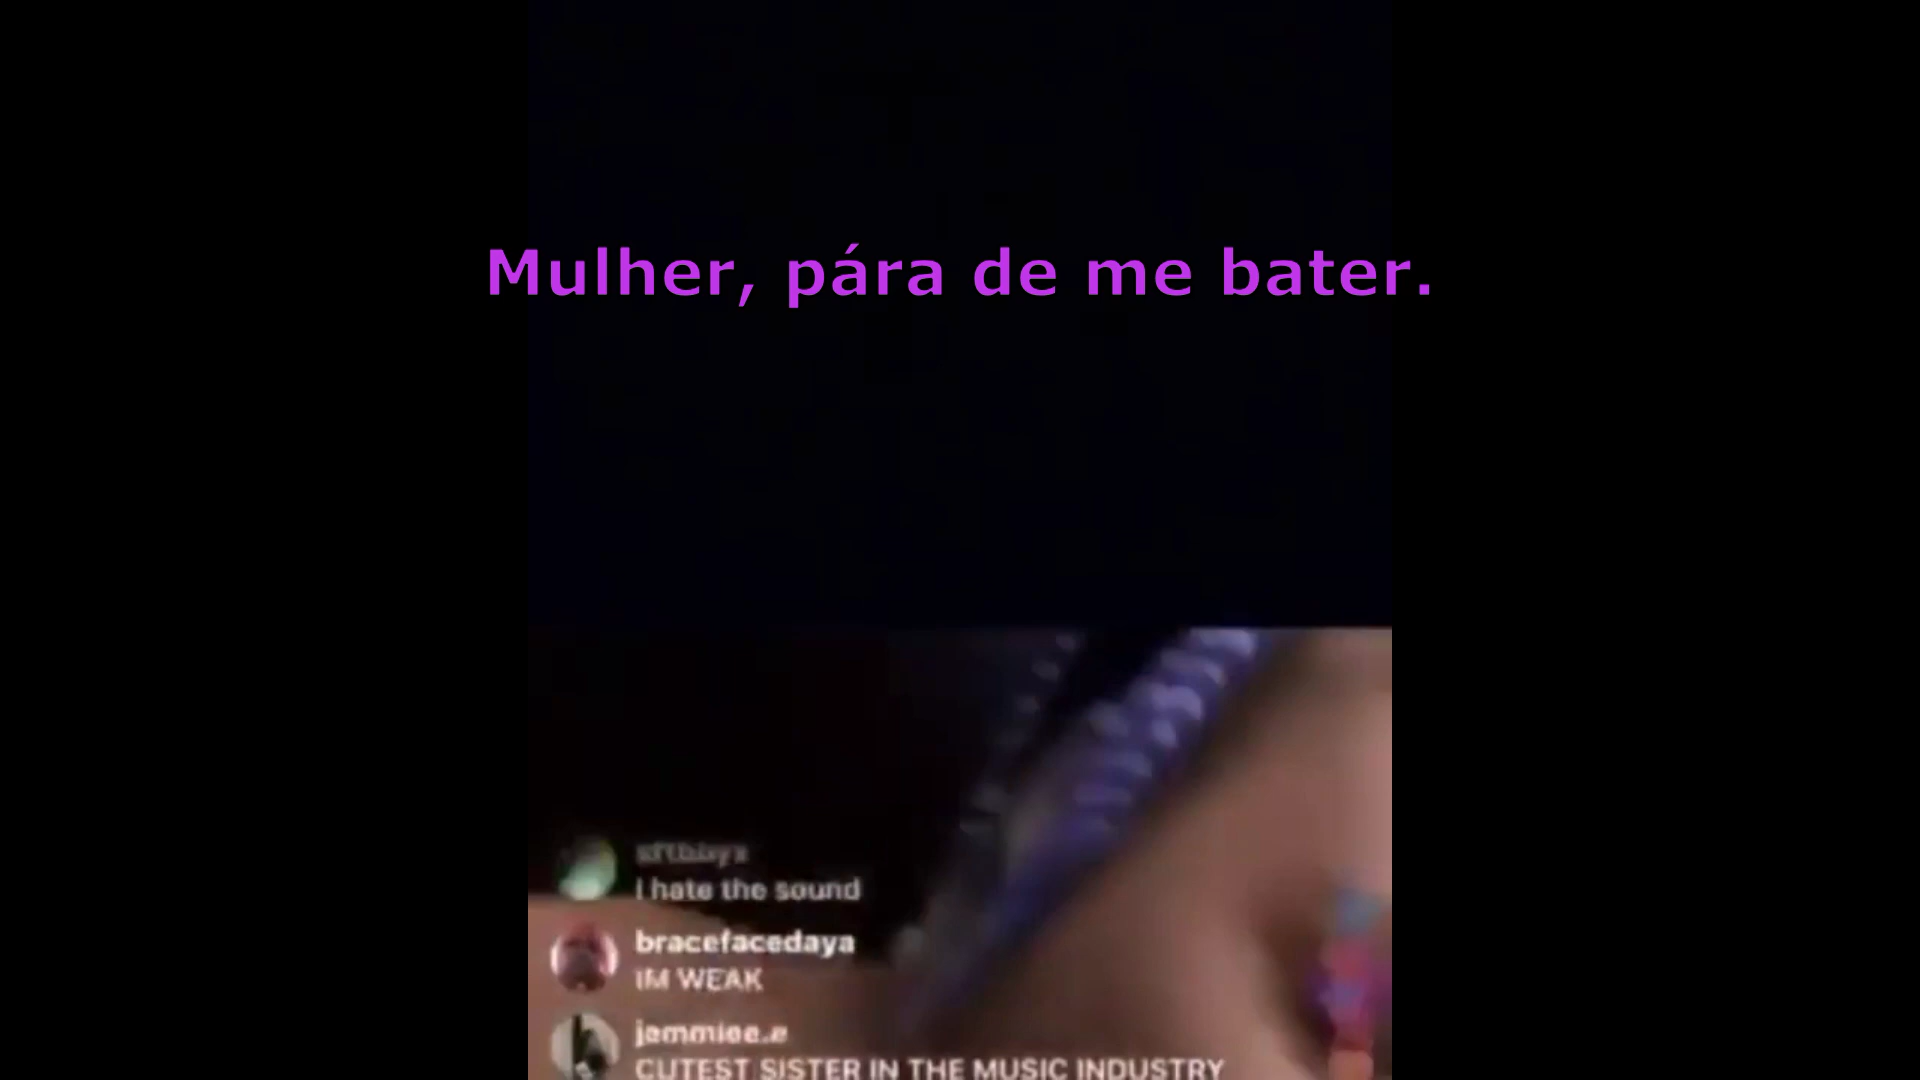 Mulher, pára de me bater.
I hate the sound
bracefacedaya
IM WEAK
jemmiee.e
CUTEST SISTER IN THE MUSIC INDUSTRY